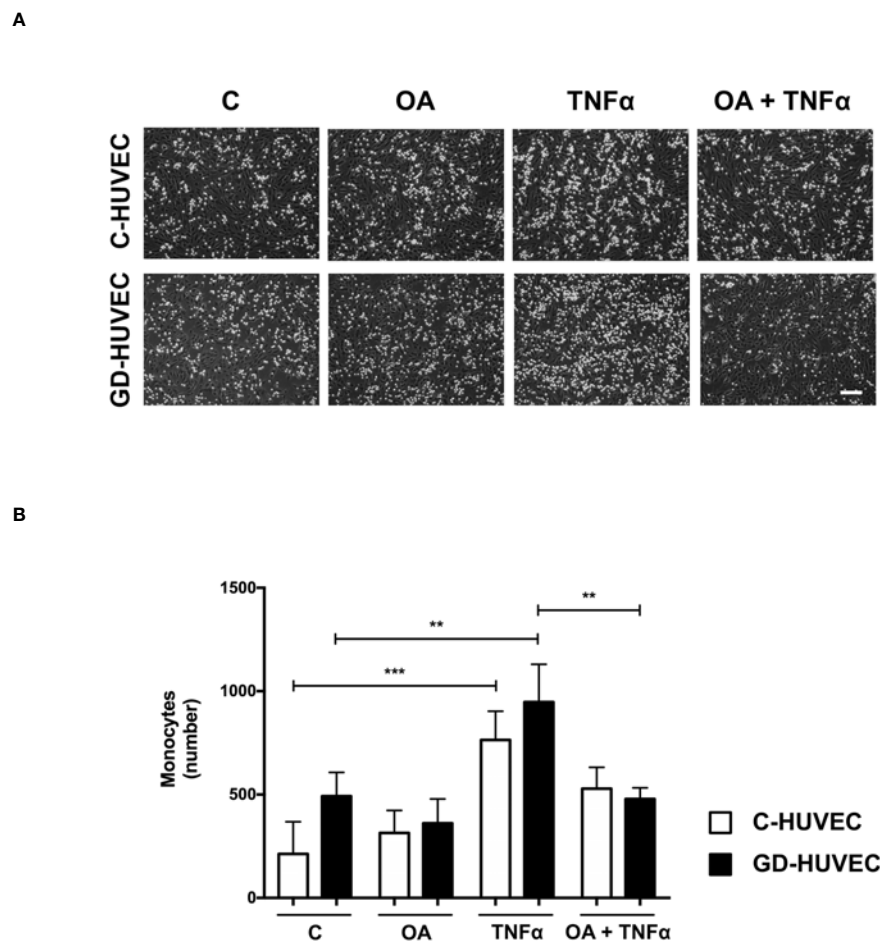 A
C OA TNFα OA + TNFα
C-HUVEC
GD-HUVEC
B
1500
**
**
1000
***
Monocytes
(number)
500
C-HUVEC
GD-HUVEC
0
C OA TNFα OA + TNFα